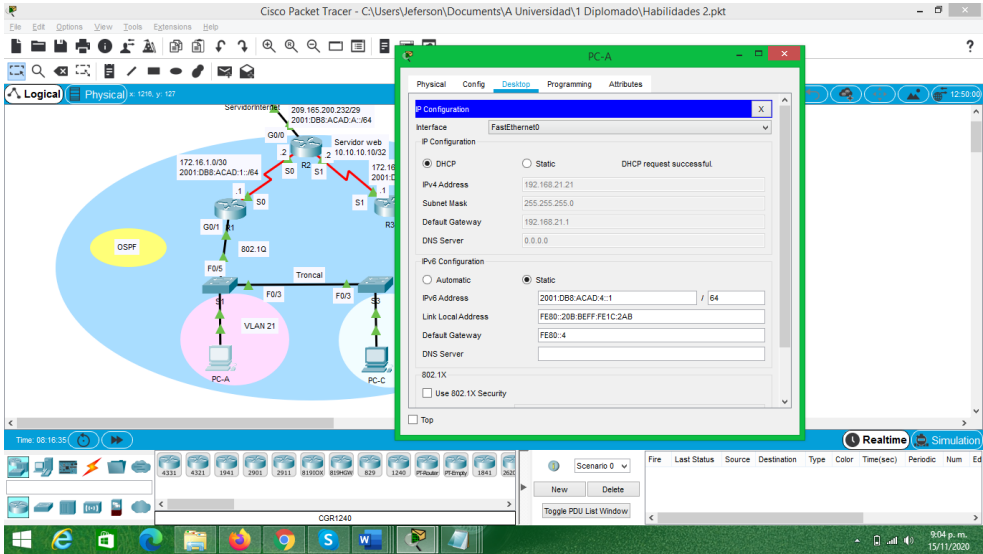 Cisco Packet Tracer - C:\Users\Jeferson\Documents\A Universidad\1 Diplomado\Habilidades 2.pkt
File Edit Options View Tools Extensions Help
Logical
Physical
x: 1216, y: 127
12:50:00
ServidorInternet
209.165.200.232/29
2001:DB8:ACAD:A::/64
G0/0
Servidor web
10.10.10.10/32
.2
R2
.2
172.16.1.0/30
2001:DB8:ACAD:1::/64
S0
S1
172.16
2001:D
.1
S0
.1
S1
G0/1
R1
R3
OSPF
802.1Q
F0/5
Troncal
F0/3
F0/3
S1
S3
VLAN 21
PC-A
PC-C
PC-A
Physical Config Desktop Programming Attributes
IP Configuration
X
Interface FastEthernet0
IP Configuration
DHCP Static DHCP request successful.
IPv4 Address 192.168.21.21
Subnet Mask 255.255.255.0
Default Gateway 192.168.21.1
DNS Server 0.0.0.0
IPv6 Configuration
Automatic Static
IPv6 Address 2001:DB8:ACAD:4::1 / 64
Link Local Address FE80::20B:BEFF:FE1C:2AB
Default Gateway FE80::4
DNS Server
802.1X
Use 802.1X Security
Top
Time: 08:16:35
Realtime
Simulation
4331 4321 1941 2901 2911 819IOX 819HGW 829 1240 PT-Router PT-Empty 1841 2620
CGR1240
Scenario 0
New Delete
Toggle PDU List Window
Fire Last Status Source Destination Type Color Time(sec) Periodic Num Ed
9:04 p. m.
15/11/2020